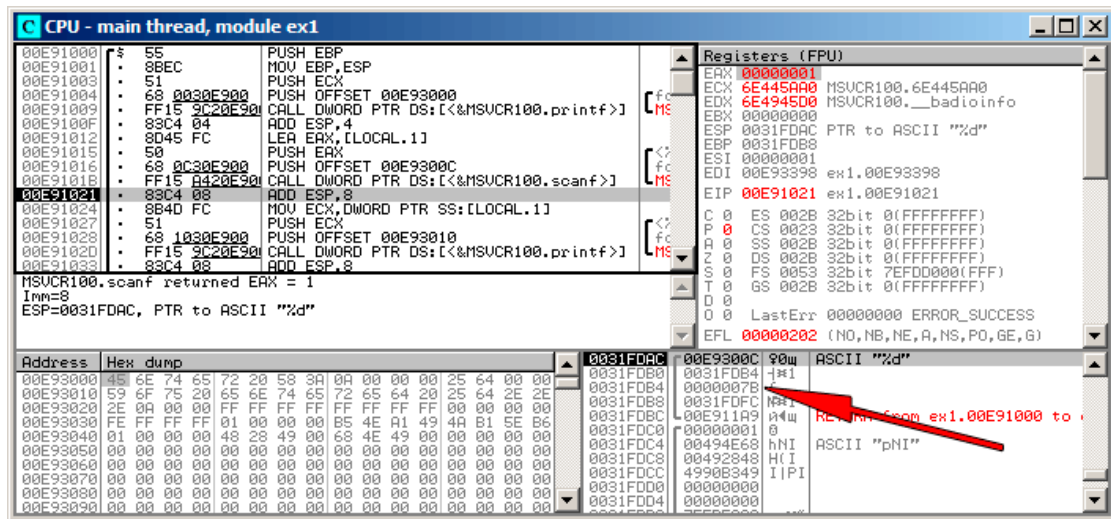 C CPU - main thread, module ex1
00E91000 $ 55 PUSH EBP
00E91001 . 8BEC MOV EBP,ESP
00E91003 . 51 PUSH ECX
00E91004 . 68 0030E900 PUSH OFFSET 00E93000
00E91009 . FF15 9C20E90 CALL DWORD PTR DS:[<&MSVCR100.printf>]
00E9100F . 83C4 04 ADD ESP,4
00E91012 . 8D45 FC LEA EAX,[LOCAL.1]
00E91015 . 50 PUSH EAX
00E91016 . 68 0C30E900 PUSH OFFSET 00E9300C
00E9101B . FF15 A420E90 CALL DWORD PTR DS:[<&MSVCR100.scanf>]
00E91021 . 83C4 08 ADD ESP,8
00E91024 . 8B4D FC MOV ECX,DWORD PTR SS:[LOCAL.1]
00E91027 . 51 PUSH ECX
00E91028 . 68 1030E900 PUSH OFFSET 00E93010
00E9102D . FF15 9C20E90 CALL DWORD PTR DS:[<&MSVCR100.printf>]
00E91033 . 83C4 08 ADD ESP,8
MSVCR100.scanf returned EAX = 1
Imm=8
ESP=0031FDAC, PTR to ASCII "%d"
Registers (FPU)
EAX 00000001
ECX 6E445AA0 MSVCR100.6E445AA0
EDX 6E4945D0 MSVCR100.__badioinfo
EBX 00000000
ESP 0031FDAC PTR to ASCII "%d"
EBP 0031FDB8
ESI 00000001
EDI 00E93398 ex1.00E93398
EIP 00E91021 ex1.00E91021
C 0 ES 002B 32bit 0(FFFFFFFF)
P 0 CS 0023 32bit 0(FFFFFFFF)
A 0 SS 002B 32bit 0(FFFFFFFF)
Z 0 DS 002B 32bit 0(FFFFFFFF)
S 0 FS 0053 32bit 7EFDD000(FFF)
T 0 GS 002B 32bit 0(FFFFFFFF)
D 0
O 0 LastErr 00000000 ERROR_SUCCESS
EFL 00000202 (NO,NB,NE,A,NS,PO,GE,G)
Address Hex dump
00E93000 45 6E 74 65 72 20 58 3A 0A 00 00 00 25 64 00 00
00E93010 59 6F 75 20 65 6E 74 65 72 65 64 20 25 64 2E 2E
00E93020 2E 0A 00 00 FF FF FF FF FF FF FF FF 00 00 00 00
00E93030 FE FF FF FF 01 00 00 00 B5 4E A1 49 4A B1 5E B6
00E93040 01 00 00 00 48 28 49 00 68 4E 49 00 00 00 00 00
00E93050 00 00 00 00 00 00 00 00 00 00 00 00 00 00 00 00
00E93060 00 00 00 00 00 00 00 00 00 00 00 00 00 00 00 00
00E93070 00 00 00 00 00 00 00 00 00 00 00 00 00 00 00 00
00E93080 00 00 00 00 00 00 00 00 00 00 00 00 00 00 00 00
00E93090 00 00 00 00 00 00 00 00 00 00 00 00 00 00 00 00
0031FDAC 00E9300C ♀0щ ASCII "%d"
0031FDB0 0031FDB4 ┤¤1
0031FDB4 0000007B
0031FDB8 0031FDFC
0031FDBC 00E911A9 from ex1.00E91000 to
0031FDC0 00000001
0031FDC4 00494E68 hNI ASCII "pNI"
0031FDC8 00492848 H(I
0031FDCC 4990B349 I|PI
0031FDD0 00000000
0031FDD4 00000000